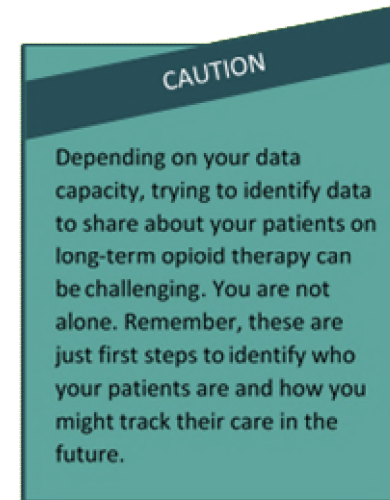 CAUTION
Depending on your data
capacity, trying to identify data
to share about your patients on
long-term opioid therapy can
be challenging. You are not
alone. Remember, these are
just first steps to identify who
your patients are and how you
might track their care in the
future.